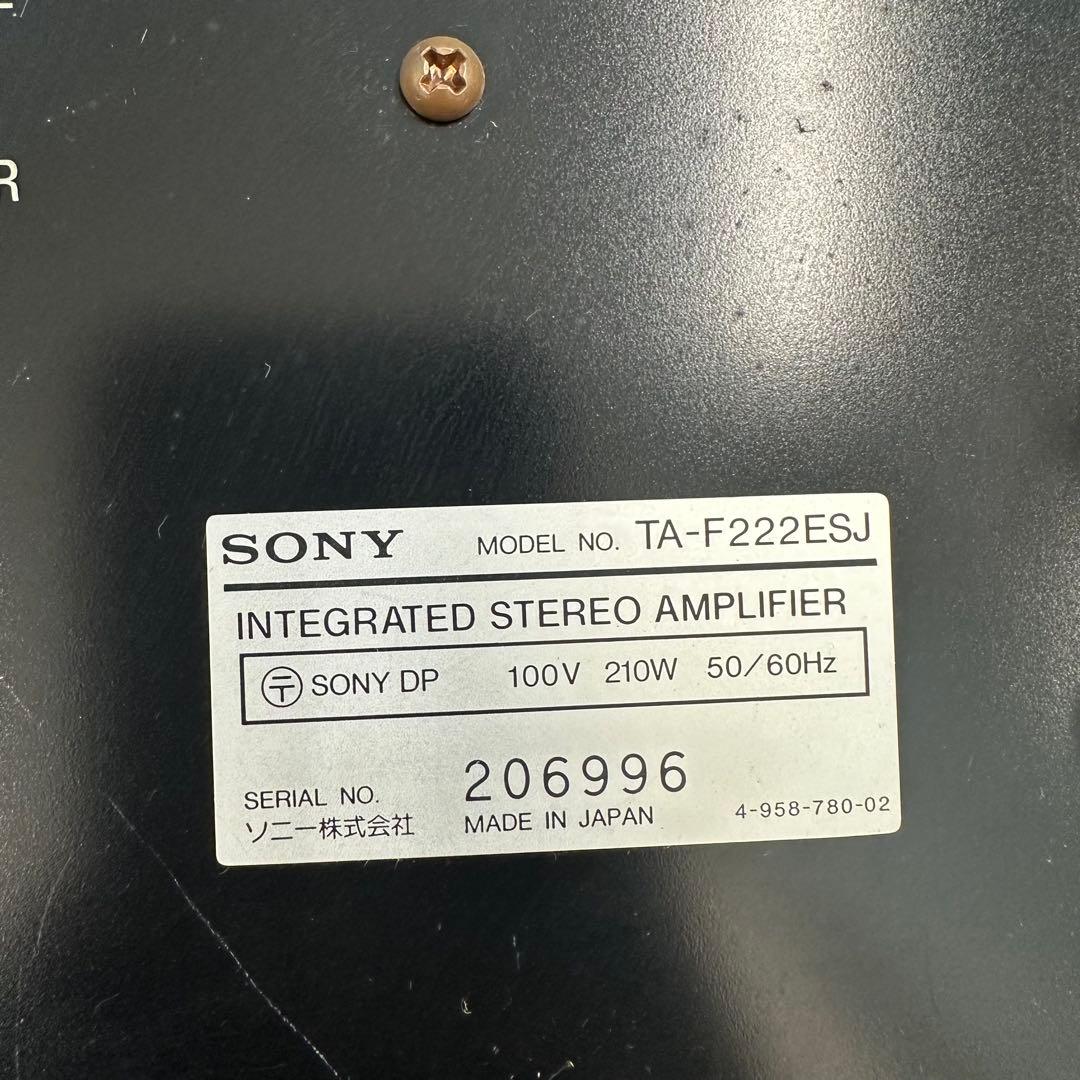 R
SONY MODEL NO. TA-F222ESJ
INTEGRATED STEREO AMPLIFIER
〒 SONY DP 100V 210W 50/60Hz
SERIAL NO. 206996
ソニー株式会社 MADE IN JAPAN 4-958-780-02